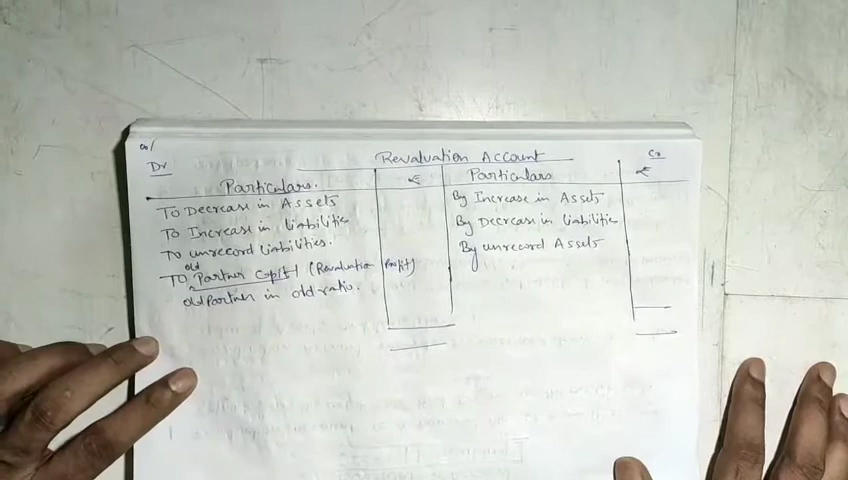 Revaluation Account
Dr
Cr
Particulars.
₹
Particulars
₹
To Decrease in Assets
To Increase in liabilities
To unrecord liabilities.
To old Partner Capital (Revaluation Profit)
old Partner in old ratio.
By Increase in Assets
By Decrease in liabilities
By unrecord Assets